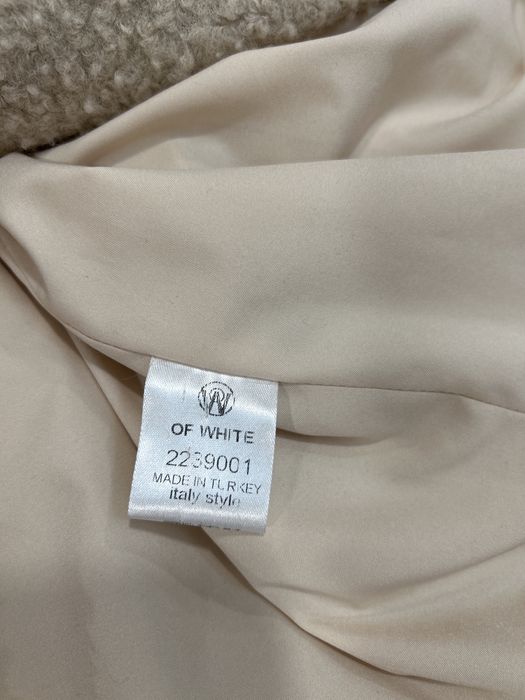 OF WHITE
2239001
MADE IN TURKEY
italy style